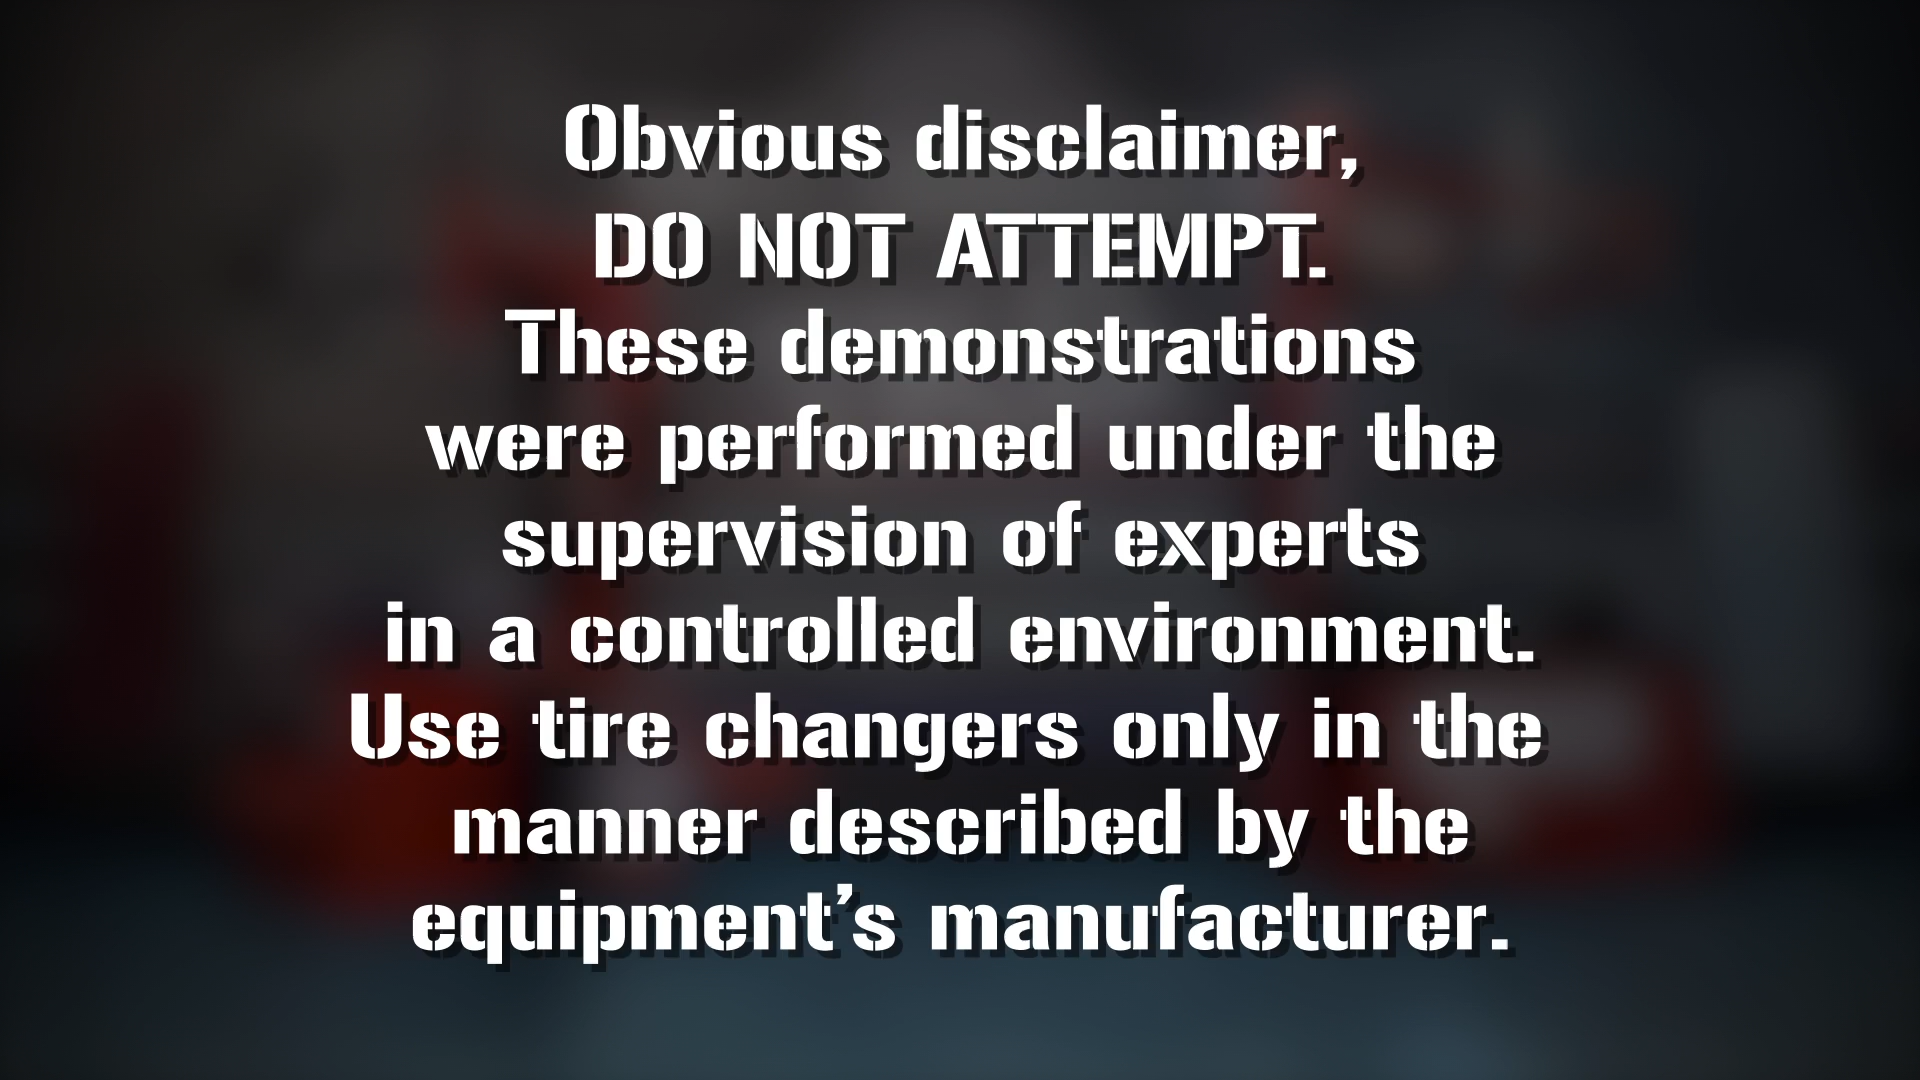 Obvious disclaimer,
DO NOT ATTEMPT.
These demonstrations
were performed under the
supervision of experts
in a controlled environment.
Use tire changers only in the
manner described by the
equipment’s manufacturer.